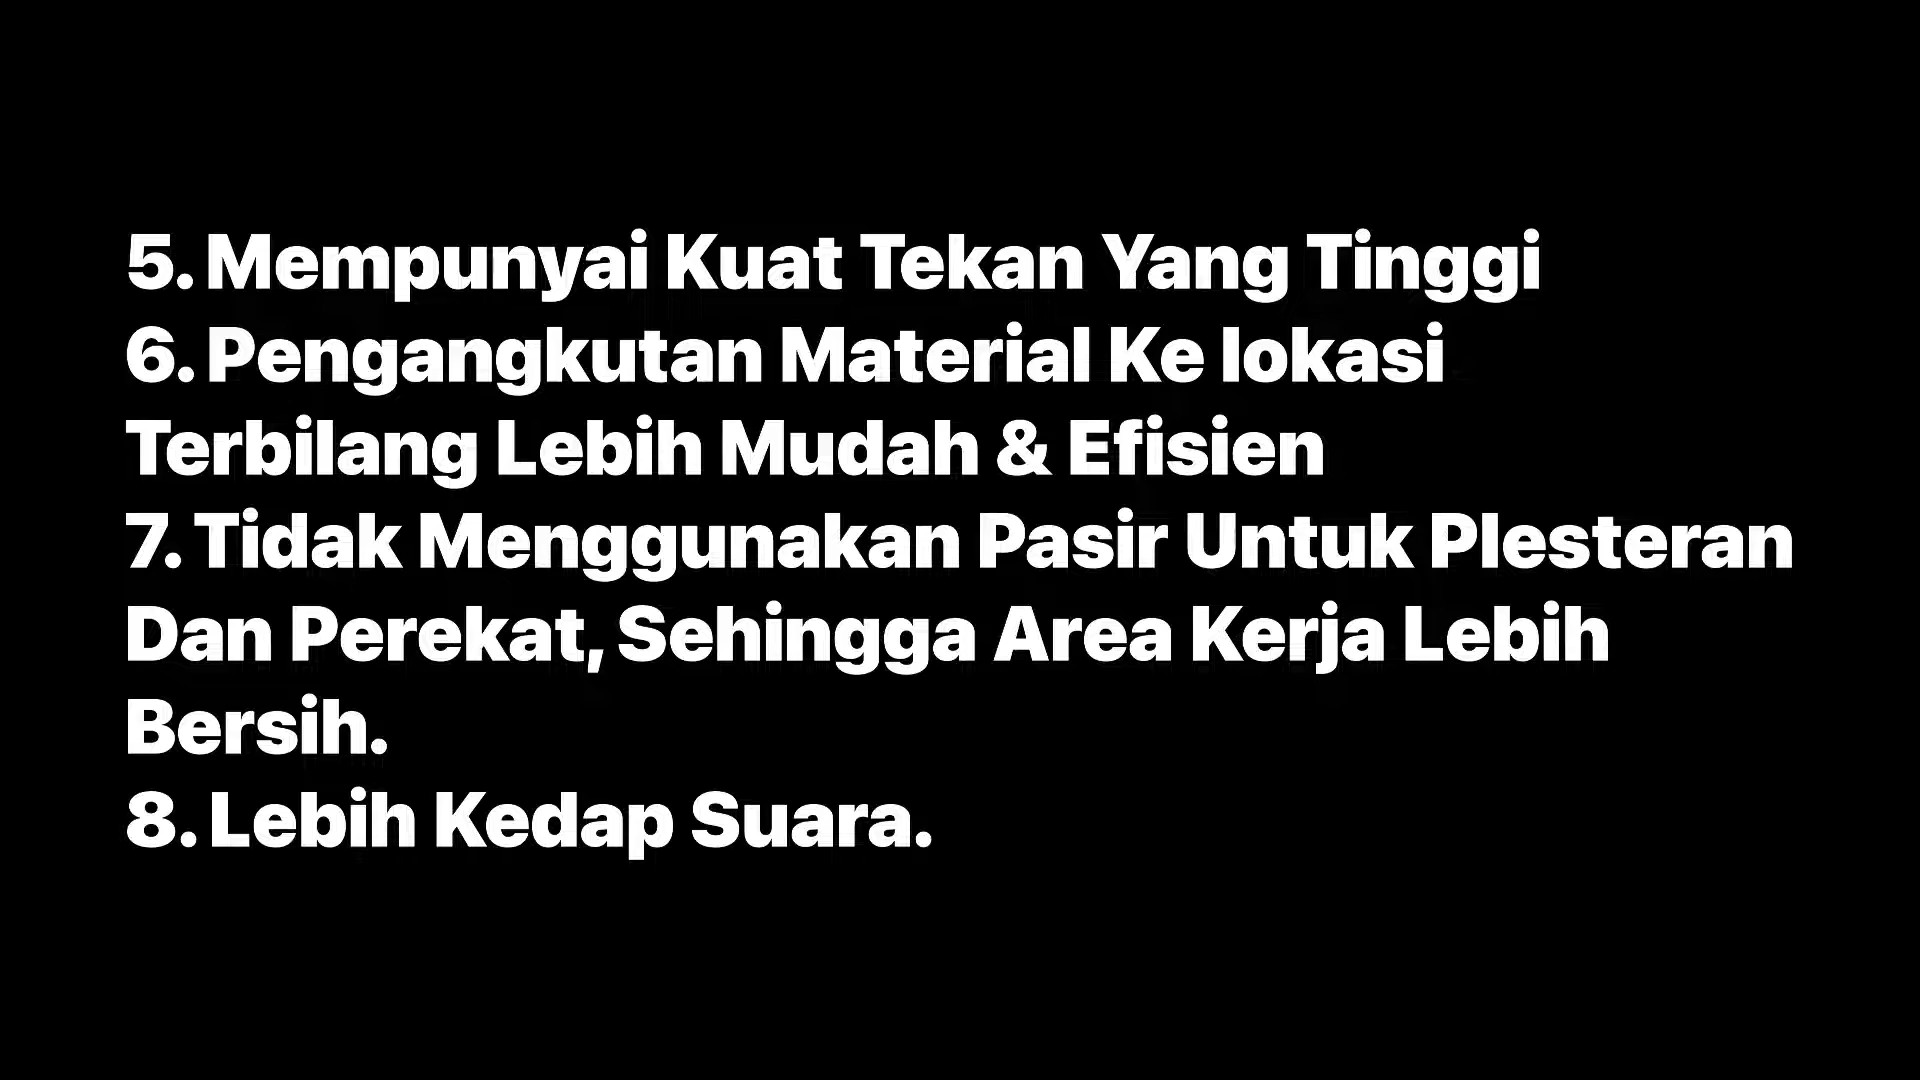 5. Mempunyai Kuat Tekan Yang Tinggi
6. Pengangkutan Material Ke lokasi
Terbilang Lebih Mudah & Efisien
7. Tidak Menggunakan Pasir Untuk Plesteran
Dan Perekat, Sehingga Area Kerja Lebih
Bersih.
8. Lebih Kedap Suara.